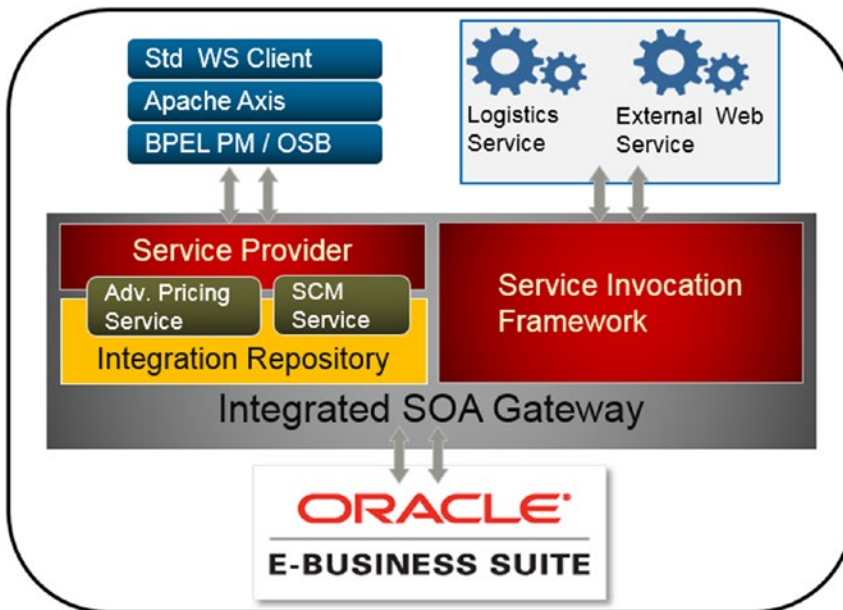 Std WS Client
Apache Axis
BPEL PM / OSB
Logistics
Service
External Web
Service
Service Provider
Adv. Pricing
Service
SCM
Service
Integration Repository
Service Invocation
Framework
Integrated SOA Gateway
ORACLE®
E-BUSINESS SUITE